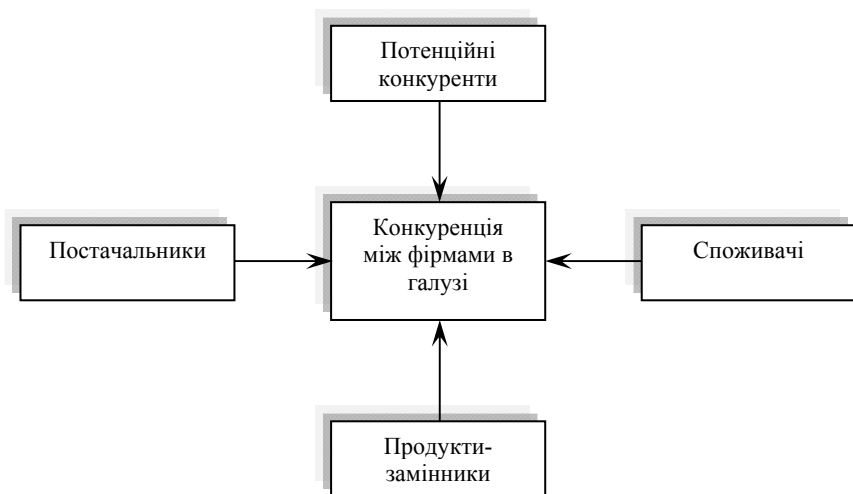 Потенційні
конкуренти
Постачальники
Конкуренція
між фірмами в
галузі
Споживачі
Продукти-
замінники